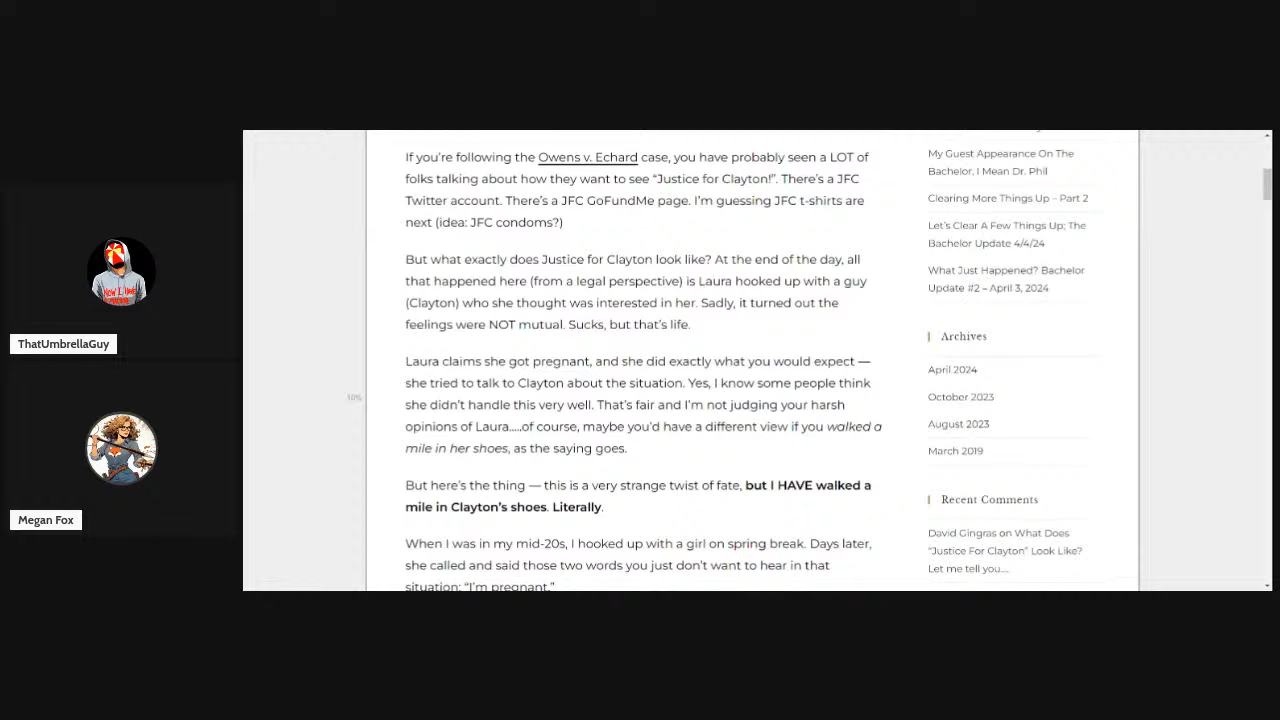 ThatUmbrellaGuy
Megan Fox
If you're following the Owens v. Echard case, you have probably seen a LOT of
folks talking about how they want to see "Justice for Clayton!". There's a JFC
Twitter account. There's a JFC GoFundMe page. I'm guessing JFC t-shirts are
next (idea: JFC condoms?)
But what exactly does Justice for Clayton look like? At the end of the day, all
that happened here (from a legal perspective) is Laura hooked up with a guy
(Clayton) who she thought was interested in her. Sadly, it turned out the
feelings were NOT mutual. Sucks, but that's life.
Laura claims she got pregnant, and she did exactly what you would expect —
she tried to talk to Clayton about the situation. Yes, I know some people think
she didn't handle this very well. That's fair and I'm not judging your harsh
opinions of Laura.....of course, maybe you'd have a different view if you walked a
mile in her shoes, as the saying goes.
10%
But here's the thing — this is a very strange twist of fate, but I HAVE walked a
mile in Clayton's shoes. Literally.
When I was in my mid-20s, I hooked up with a girl on spring break. Days later,
she called and said those two words you just don't want to hear in that
situation: "I'm pregnant."
My Guest Appearance On The
Bachelor, I Mean Dr. Phil
Clearing More Things Up – Part 2
Let's Clear A Few Things Up; The
Bachelor Update 4/4/24
What Just Happened? Bachelor
Update #2 – April 3, 2024
Archives
April 2024
October 2023
August 2023
March 2019
Recent Comments
David Gingras on What Does
"Justice For Clayton" Look Like?
Let me tell you....